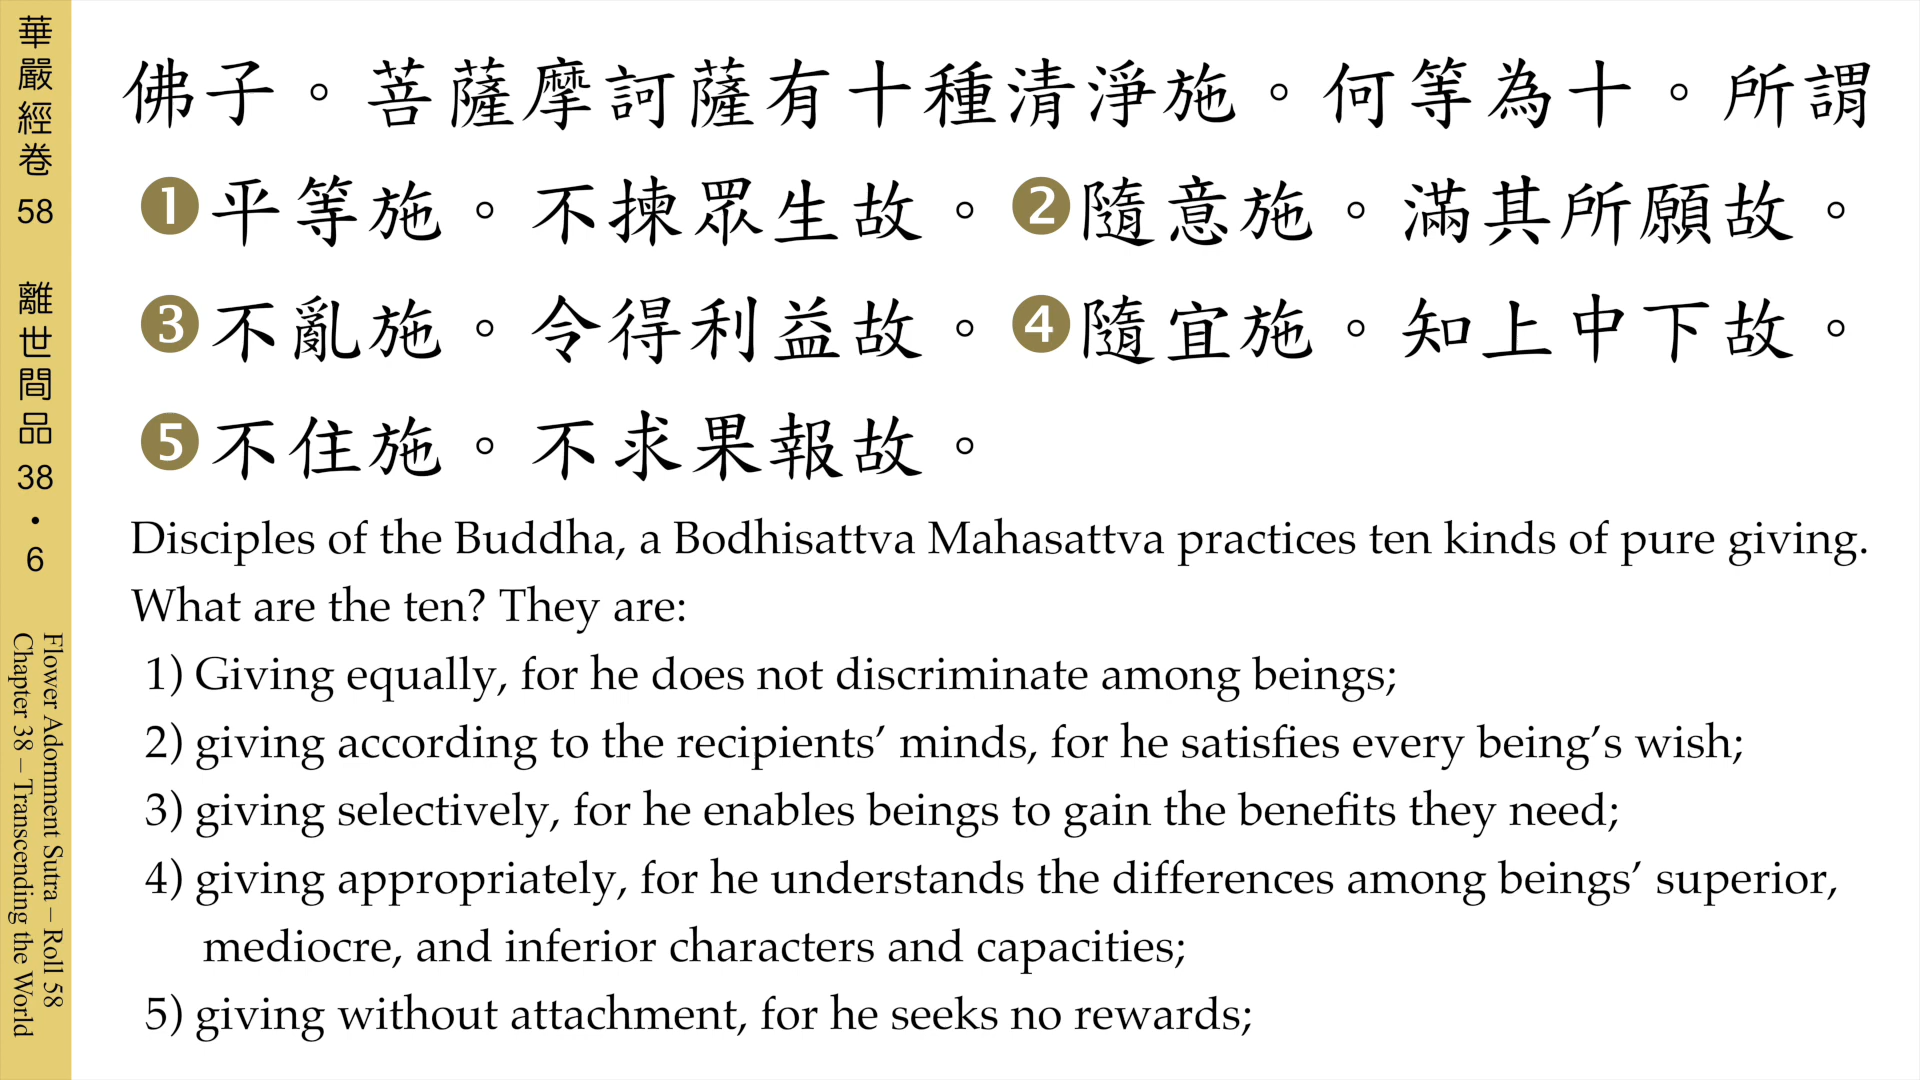 華嚴經卷58 離世間品38・6
Flower Adornment Sutra – Roll 58
Chapter 38 – Transcending the World
佛子。菩薩摩訶薩有十種清淨施。何等為十。所謂
❶平等施。不揀眾生故。❷隨意施。滿其所願故。
❸不亂施。令得利益故。❹隨宜施。知上中下故。
❺不住施。不求果報故。
Disciples of the Buddha, a Bodhisattva Mahasattva practices ten kinds of pure giving.
What are the ten? They are:
1) Giving equally, for he does not discriminate among beings;
2) giving according to the recipients’ minds, for he satisfies every being’s wish;
3) giving selectively, for he enables beings to gain the benefits they need;
4) giving appropriately, for he understands the differences among beings’ superior,
mediocre, and inferior characters and capacities;
5) giving without attachment, for he seeks no rewards;